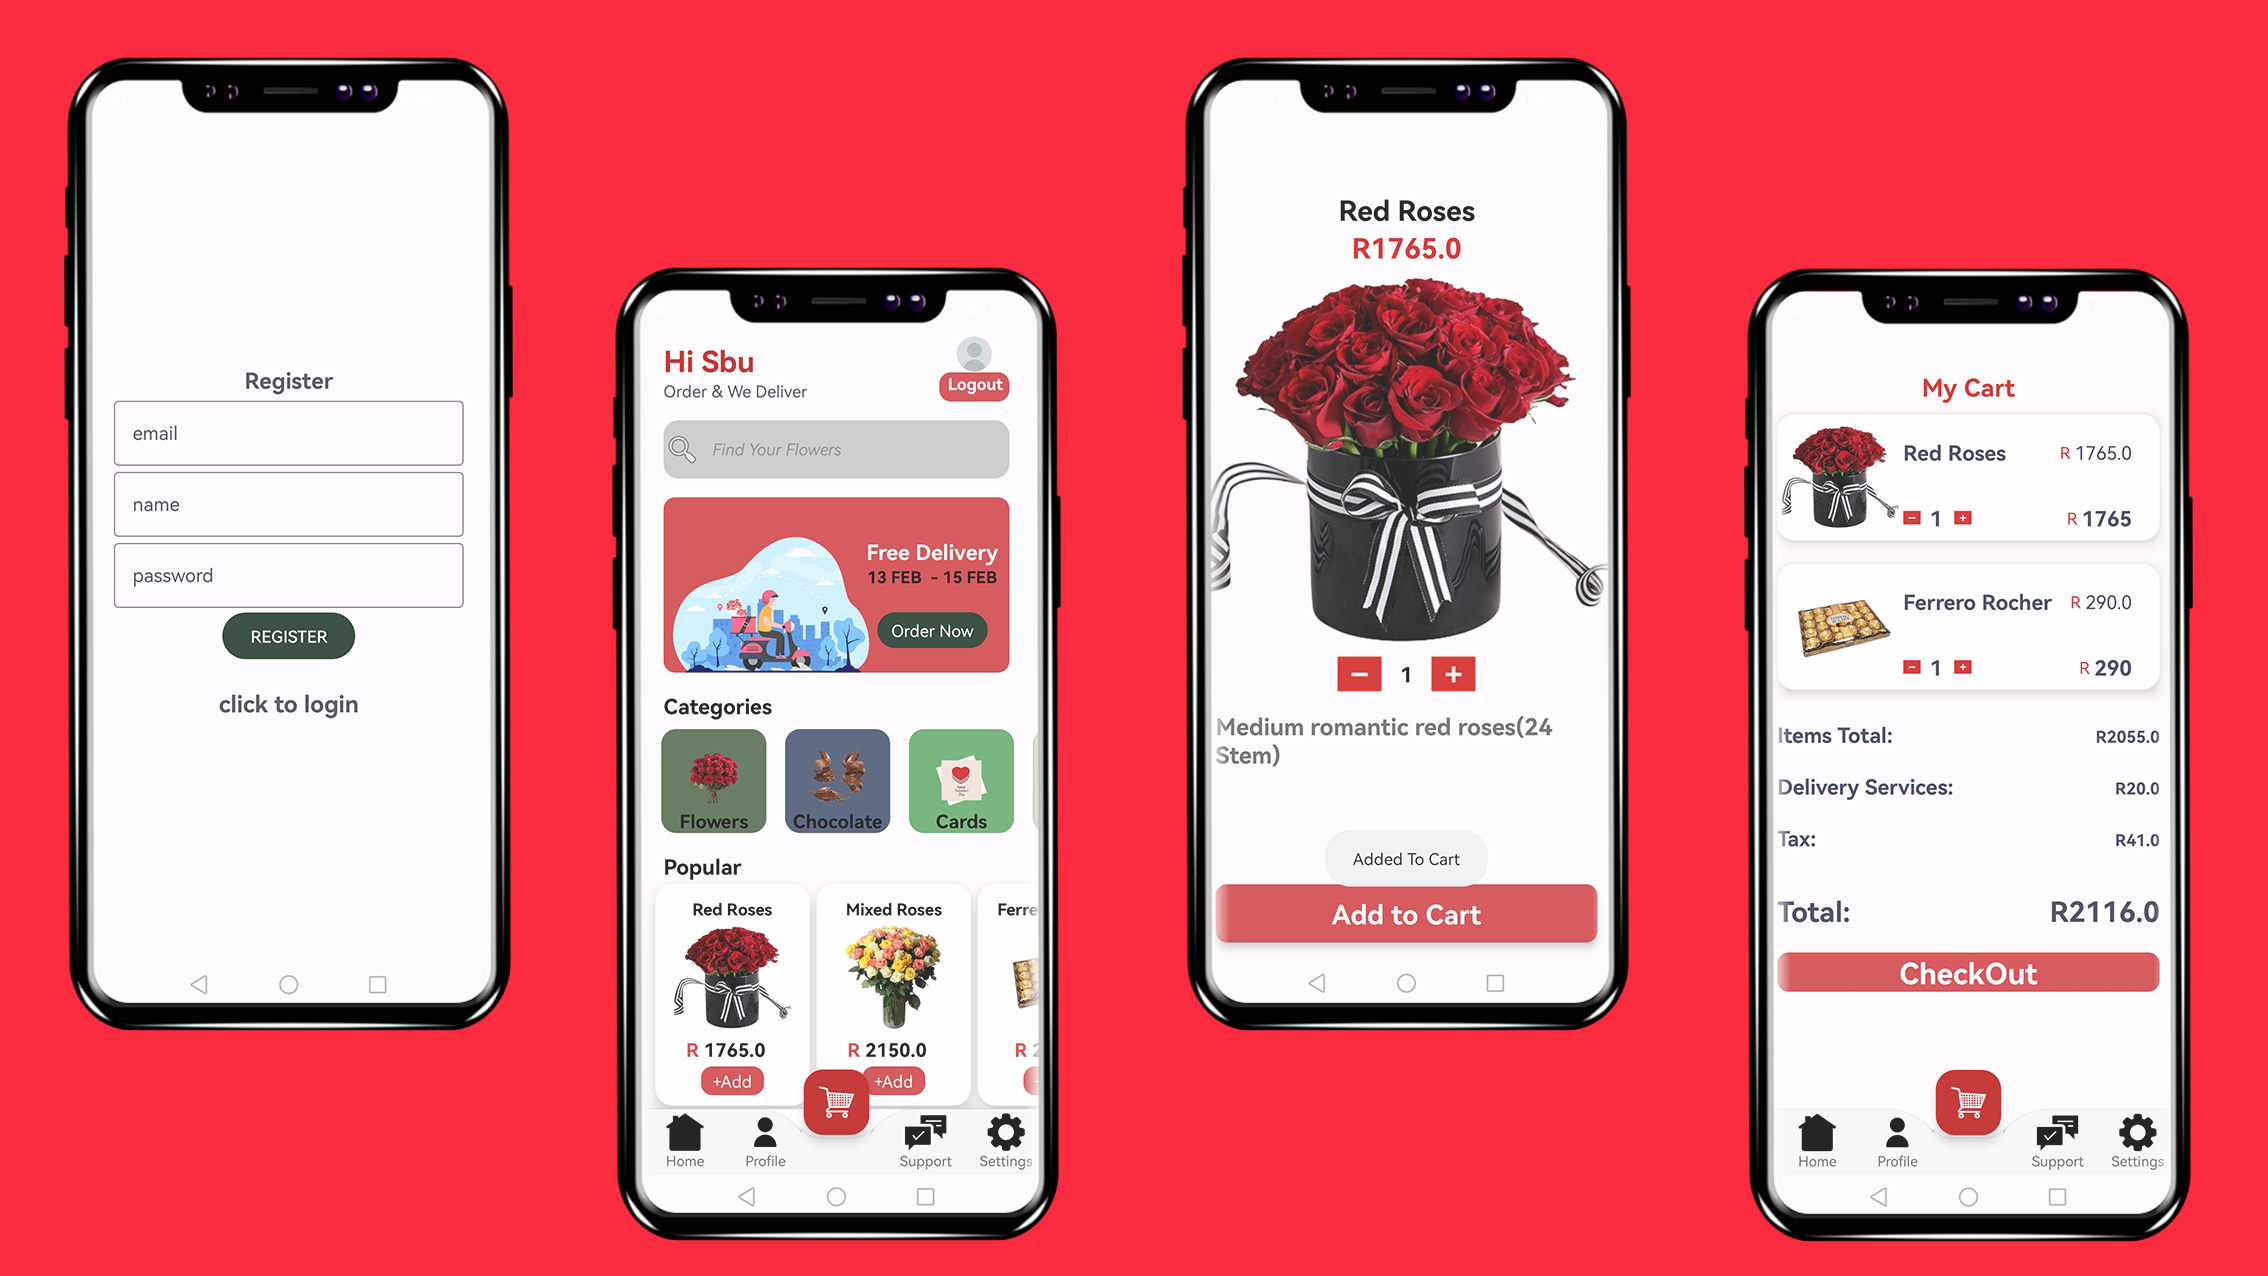 Register
email
name
password
REGISTER
click to login
Hi Sbu
Logout
Order & We Deliver
Find Your Flowers
Free Delivery
13 FEB - 15 FEB
Order Now
Categories
Flowers
Chocolate
Cards
Popular
Red Roses
Mixed Roses
Ferre
R 1765.0
R 2150.0
R 2
+Add
+Add
Home
Profile
Support
Settings
Red Roses
R1765.0
1
Medium romantic red roses(24
Stem)
Added To Cart
Add to Cart
My Cart
Red Roses
R 1765.0
1
R 1765
Ferrero Rocher
R 290.0
1
R 290
Items Total:
R2055.0
Delivery Services:
R20.0
Tax:
R41.0
Total:
R2116.0
CheckOut
Home
Profile
Support
Settings